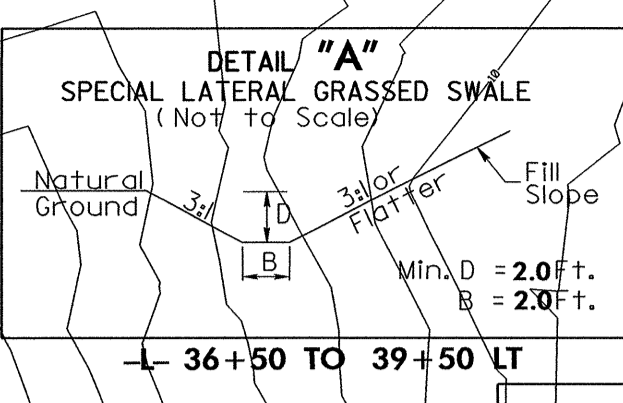 DETAIL "A"
SPECIAL LATERAL GRASSED SWALE
(Not to Scale)
10
Natural
Ground
3:1
D
B
3:1 or
Flatter
Fill
Slope
Min. D = 2.0 Ft.
B = 2.0 Ft.
-L- 36+50 TO 39+50 LT